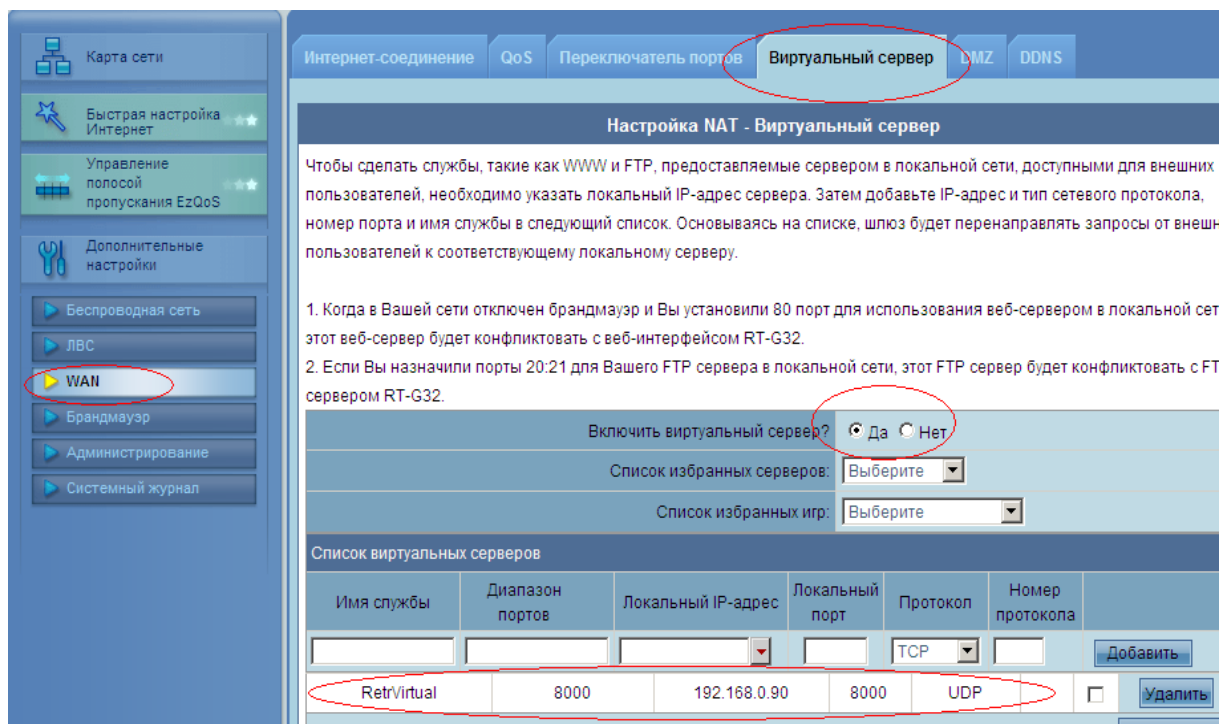 Карта сети
Быстрая настройка
Интернет
Управление
полосой
пропускания EzQoS
Дополнительные
настройки
Беспроводная сеть
ЛВС
WAN
Брандмауэр
Администрирование
Системный журнал
Интернет-соединение QoS Переключатель портов Виртуальный сервер DMZ DDNS
Настройка NAT - Виртуальный сервер
Чтобы сделать службы, такие как WWW и FTP, предоставляемые сервером в локальной сети, доступными для внешних
пользователей, необходимо указать локальный IP-адрес сервера. Затем добавьте IP-адрес и тип сетевого протокола,
номер порта и имя службы в следующий список. Основываясь на списке, шлюз будет перенаправлять запросы от внешн
пользователей к соответствующему локальному серверу.
1. Когда в Вашей сети отключен брандмауэр и Вы установили 80 порт для использования веб-сервером в локальной сет
этот веб-сервер будет конфликтовать с веб-интерфейсом RT-G32.
2. Если Вы назначили порты 20:21 для Вашего FTP сервера в локальной сети, этот FTP сервер будет конфликтовать с FT
сервером RT-G32.
Включить виртуальный сервер? Да Нет
Список избранных серверов: Выберите
Список избранных игр: Выберите
Список виртуальных серверов
Имя службы Диапазон портов Локальный IP-адрес Локальный порт Протокол Номер протокола
TCP Добавить
RetrVirtual 8000 192.168.0.90 8000 UDP Удалить